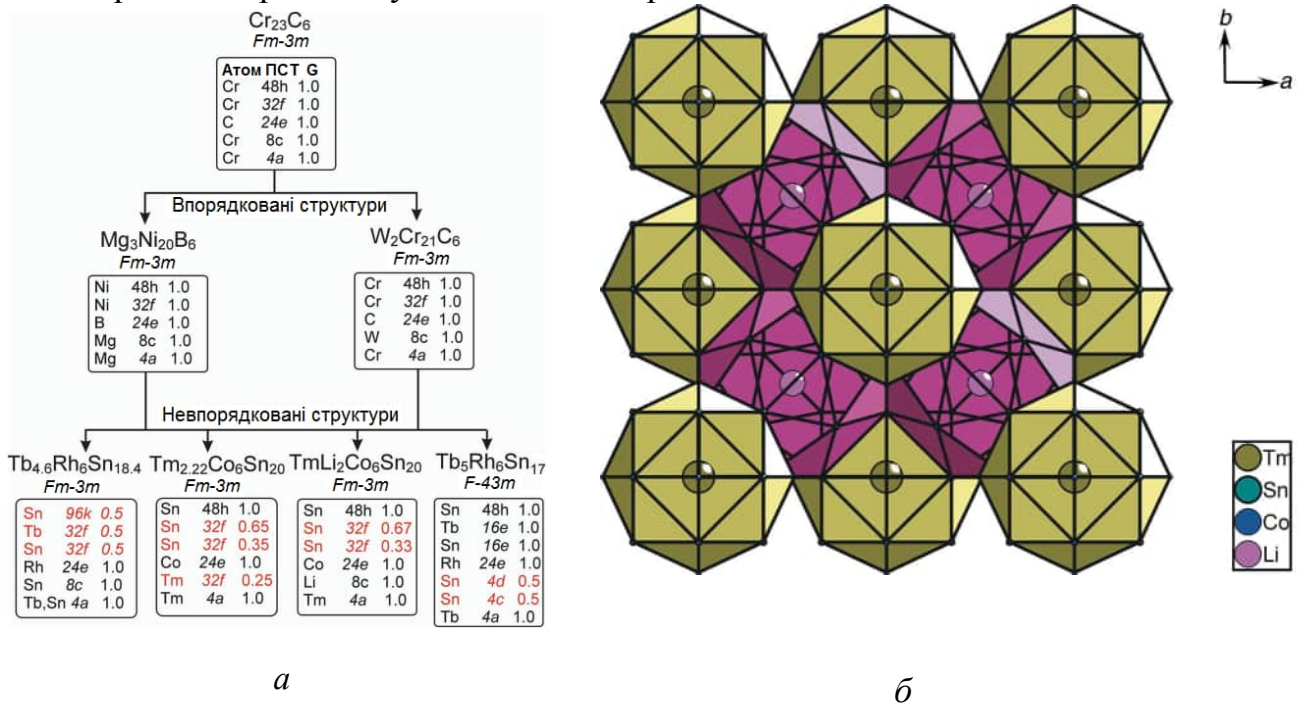 Cr23C6
Fm-3m
Атом ПСТ G
Cr 48h 1.0
Cr 32f 1.0
C 24e 1.0
Cr 8c 1.0
Cr 4a 1.0
Впорядковані структури
Mg3Ni20B6
Fm-3m
Ni 48h 1.0
Ni 32f 1.0
B 24e 1.0
Mg 8c 1.0
Mg 4a 1.0
W2Cr21C6
Fm-3m
Cr 48h 1.0
Cr 32f 1.0
C 24e 1.0
W 8c 1.0
Cr 4a 1.0
Невпорядковані структури
Tb4.6Rh6Sn18.4
Fm-3m
Sn 96k 0.5
Tb 32f 0.5
Sn 32f 0.5
Rh 24e 1.0
Sn 8c 1.0
Tb,Sn 4a 1.0
Tm2.22Co6Sn20
Fm-3m
Sn 48h 1.0
Sn 32f 0.65
Sn 32f 0.35
Co 24e 1.0
Tm 32f 0.25
Tm 4a 1.0
TmLi2Co6Sn20
Fm-3m
Sn 48h 1.0
Sn 32f 0.67
Sn 32f 0.33
Co 24e 1.0
Li 8c 1.0
Tm 4a 1.0
Tb5Rh6Sn17
F-43m
Sn 48h 1.0
Tb 16e 1.0
Sn 16e 1.0
Rh 24e 1.0
Sn 4d 0.5
Sn 4c 0.5
Tb 4a 1.0
а
b
a
Tm
Sn
Co
Li
б